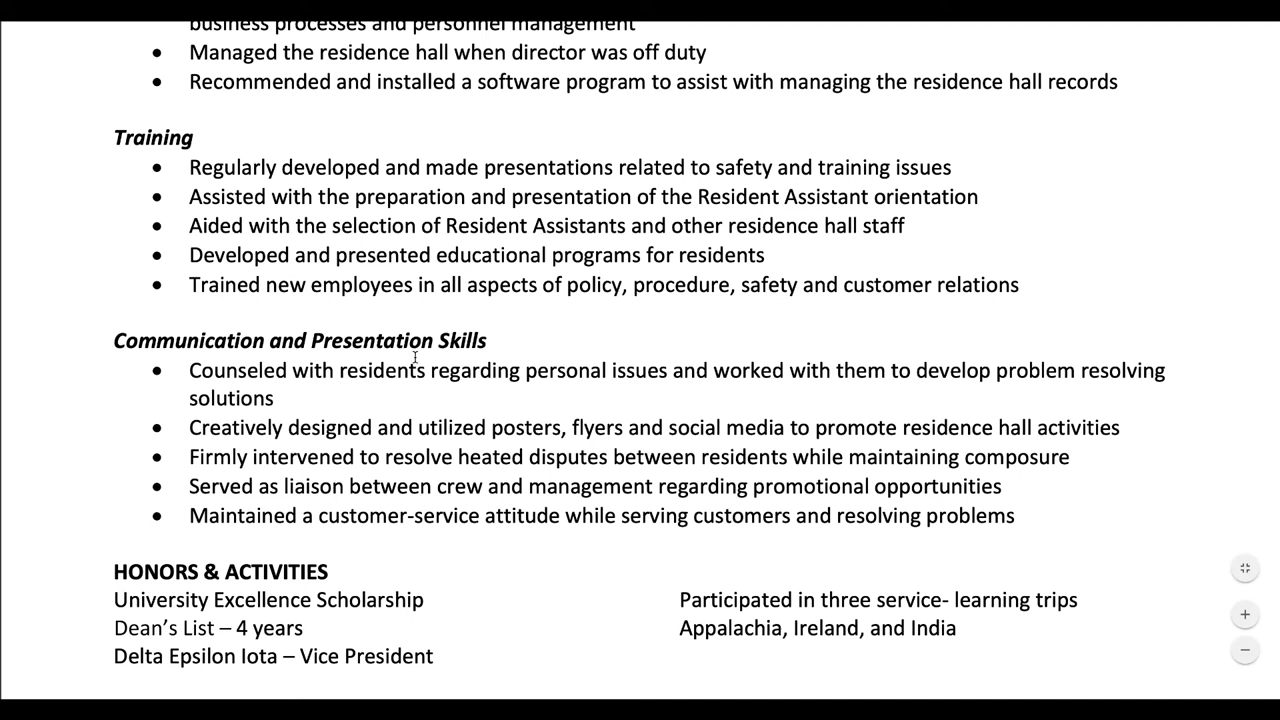 business processes and personnel management
• Managed the residence hall when director was off duty
• Recommended and installed a software program to assist with managing the residence hall records
Training
• Regularly developed and made presentations related to safety and training issues
• Assisted with the preparation and presentation of the Resident Assistant orientation
• Aided with the selection of Resident Assistants and other residence hall staff
• Developed and presented educational programs for residents
• Trained new employees in all aspects of policy, procedure, safety and customer relations
Communication and Presentation Skills
• Counseled with residents regarding personal issues and worked with them to develop problem resolving
solutions
• Creatively designed and utilized posters, flyers and social media to promote residence hall activities
• Firmly intervened to resolve heated disputes between residents while maintaining composure
• Served as liaison between crew and management regarding promotional opportunities
• Maintained a customer-service attitude while serving customers and resolving problems
HONORS & ACTIVITIES
University Excellence Scholarship
Dean’s List – 4 years
Delta Epsilon Iota – Vice President
Participated in three service- learning trips
Appalachia, Ireland, and India